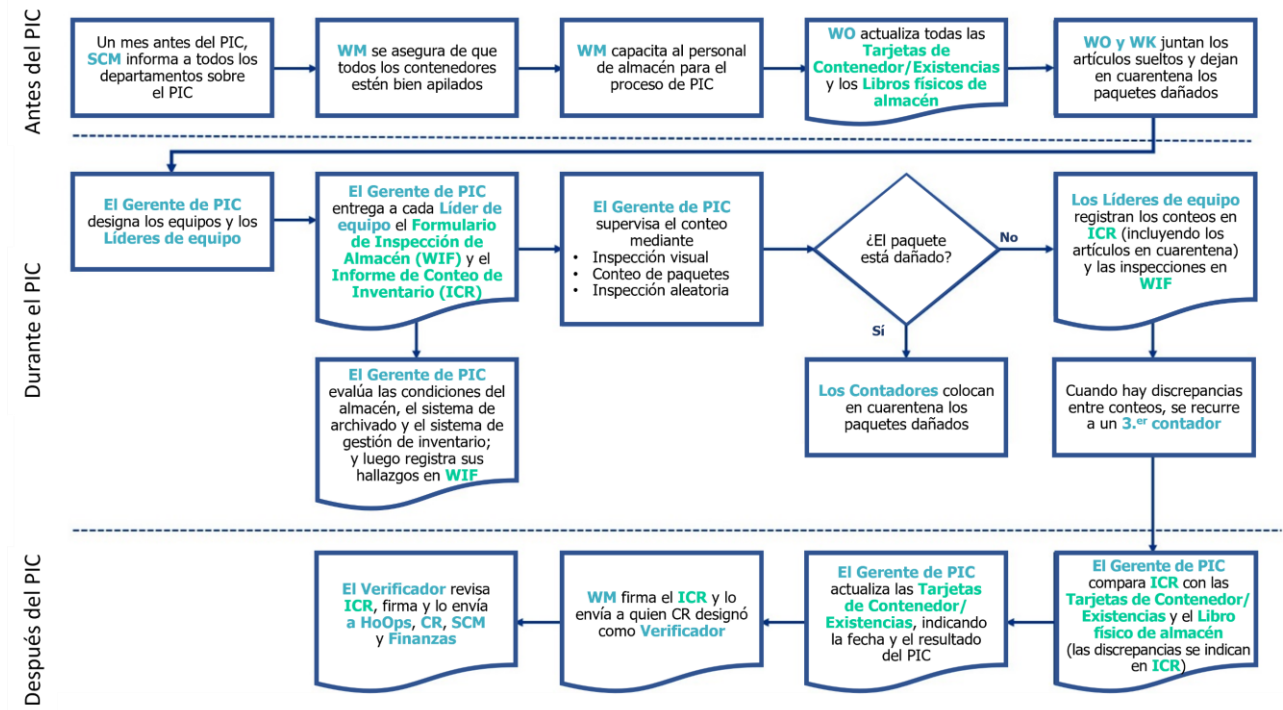 Antes del PIC
Un mes antes del PIC,
SCM informa a todos los
departamentos sobre
el PIC
WM se asegura de que
todos los contenedores
estén bien apilados
WM capacita al personal
de almacén para el
proceso de PIC
WO actualiza todas las
Tarjetas de
Contenedor/Existencias
y los Libros físicos de
almacén
WO y WK juntan los
artículos sueltos y dejan
en cuarentena los
paquetes dañados
Durante el PIC
El Gerente de PIC
designa los equipos y los
Líderes de equipo
El Gerente de PIC
entrega a cada Líder de
equipo el Formulario
de Inspección de
Almacén (WIF) y el
Informe de Conteo de
Inventario (ICR)
El Gerente de PIC
supervisa el conteo
mediante
• Inspección visual
• Conteo de paquetes
• Inspección aleatoria
¿El paquete
está dañado?
No
Los Líderes de equipo
registran los conteos en
ICR (incluyendo los
artículos en cuarentena)
y las inspecciones en
WIF
Sí
El Gerente de PIC
evalúa las condiciones del
almacén, el sistema de
archivado y el sistema de
gestión de inventario;
y luego registra sus
hallazgos en WIF
Los Contadores colocan
en cuarentena los
paquetes dañados
Cuando hay discrepancias
entre conteos, se recurre
a un 3.er contador
Después del PIC
El Verificador revisa
ICR, firma y lo envía
a HoOps, CR, SCM
y Finanzas
WM firma el ICR y lo
envía a quien CR designó
como Verificador
El Gerente de PIC
actualiza las Tarjetas
de Contenedor/
Existencias, indicando
la fecha y el resultado
del PIC
El Gerente de PIC
compara ICR con las
Tarjetas de Contenedor/
Existencias y el Libro
físico de almacén
(las discrepancias se indican
en ICR)